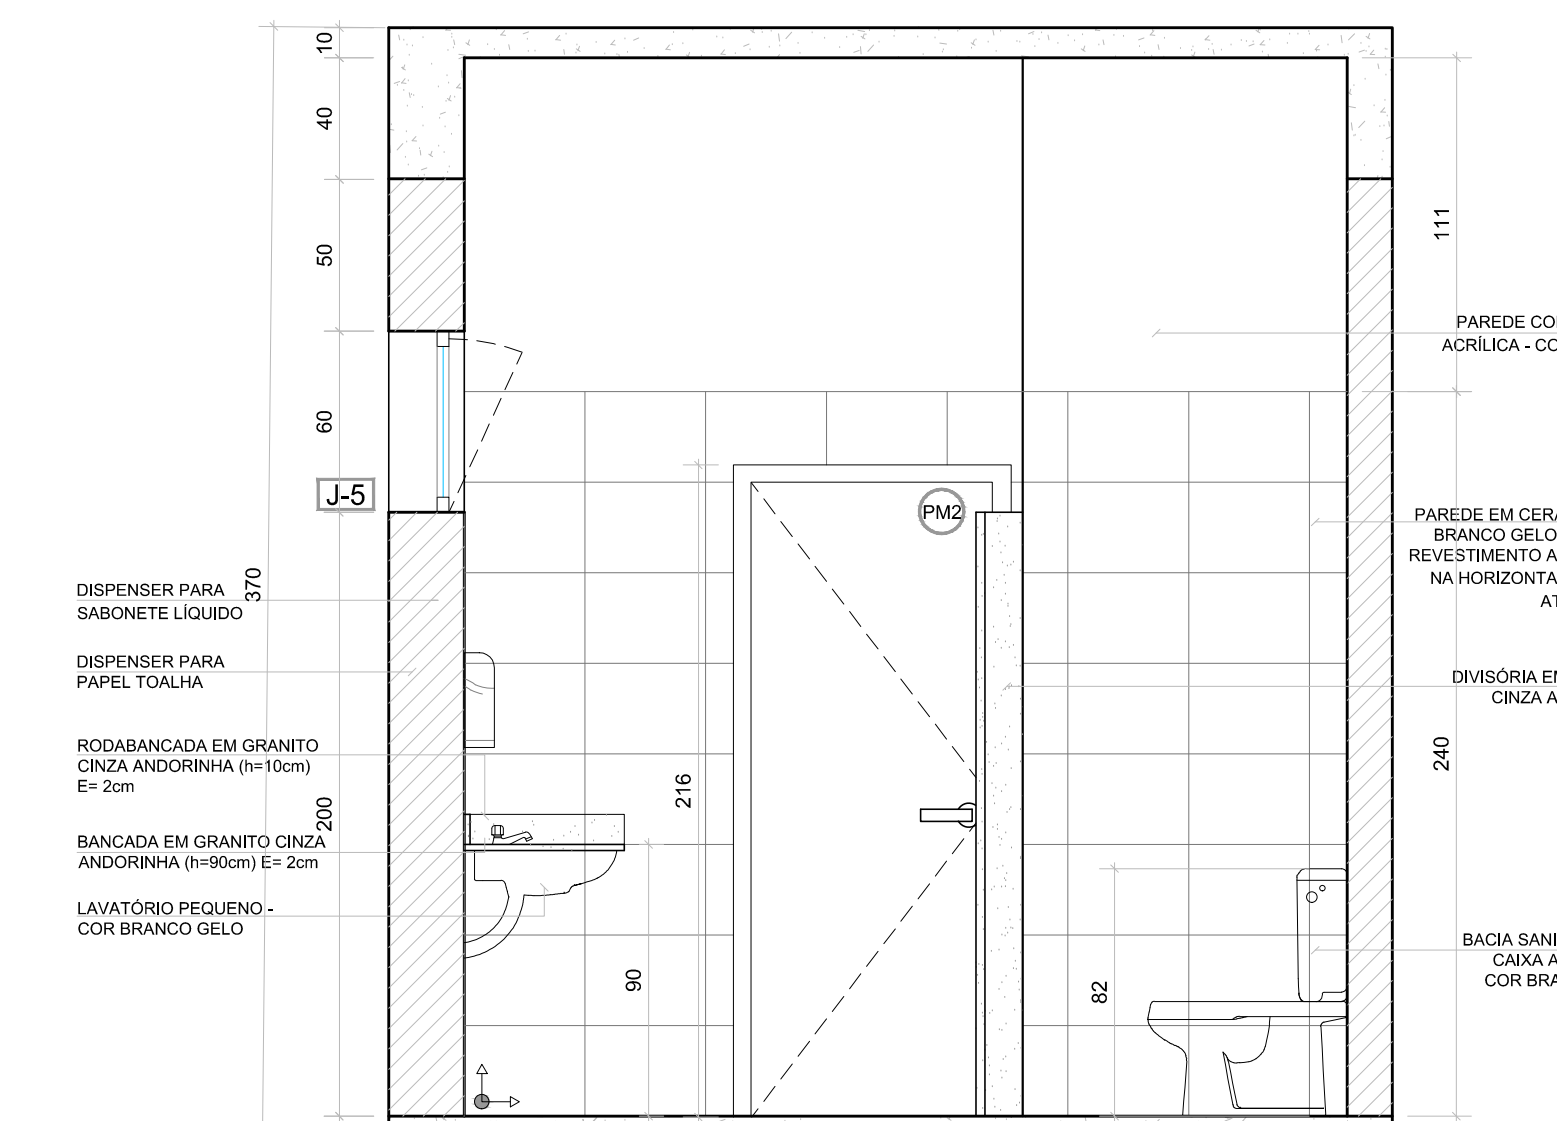 10
40
50
60
J-5
370
200
DISPENSER PARA
SABONETE LÍQUIDO
DISPENSER PARA
PAPEL TOALHA
RODABANCADA EM GRANITO
CINZA ANDORINHA (h=10cm)
E= 2cm
BANCADA EM GRANITO CINZA
ANDORINHA (h=90cm) E= 2cm
LAVATÓRIO PEQUENO -
COR BRANCO GELO
PM2
216
90
82
111
240
PAREDE CO
ACRÍLICA - CO
PAREDE EM CERA
BRANCO GELO
REVESTIMENTO A
NA HORIZONTA
AT
DIVISÓRIA EM
CINZA A
BACIA SANI
CAIXA A
COR BRA